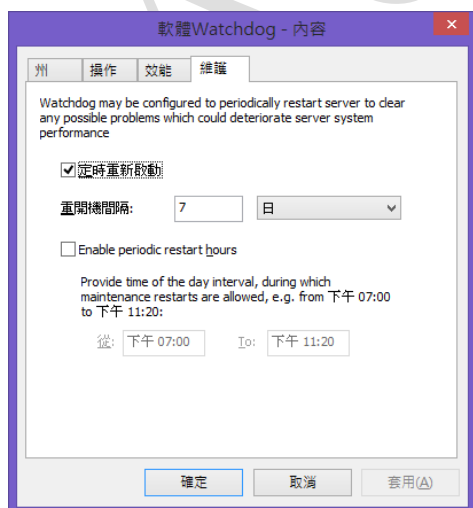 軟體Watchdog - 內容
州 操作 效能 維護
Watchdog may be configured to periodically restart server to clear
any possible problems which could deteriorate server system
performance
定時重新啟動
重開機間隔: 7 日
Enable periodic restart hours
Provide time of the day interval, during which
maintenance restarts are allowed, e.g. from 下午 07:00
to 下午 11:20:
從: 下午 07:00 To: 下午 11:20
確定 取消 套用(A)